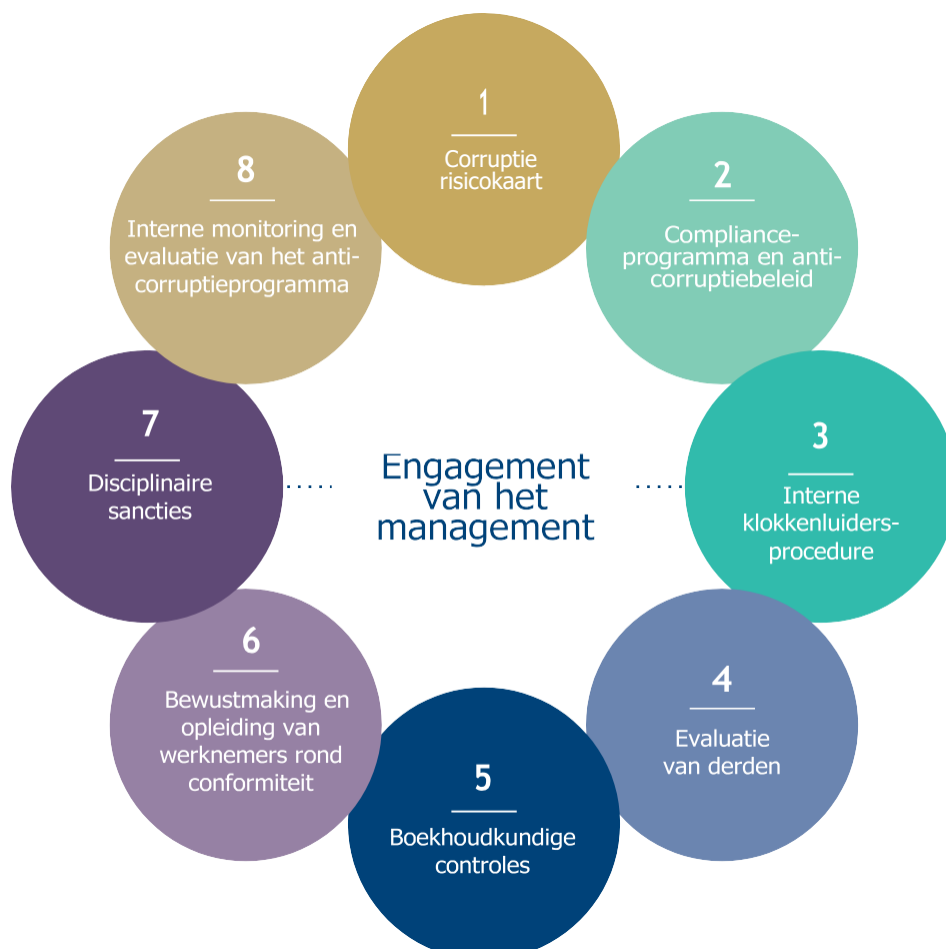 1
Corruptie
risicokaart
2
Compliance-
programma en anti-
corruptiebeleid
3
Interne
klokkenluiders-
procedure
4
Evaluatie
van derden
5
Boekhoudkundige
controles
6
Bewustmaking en
opleiding van
werknemers rond
conformiteit
7
Disciplinaire
sancties
8
Interne monitoring en
evaluatie van het anti-
corruptieprogramma
Engagement
van het
management